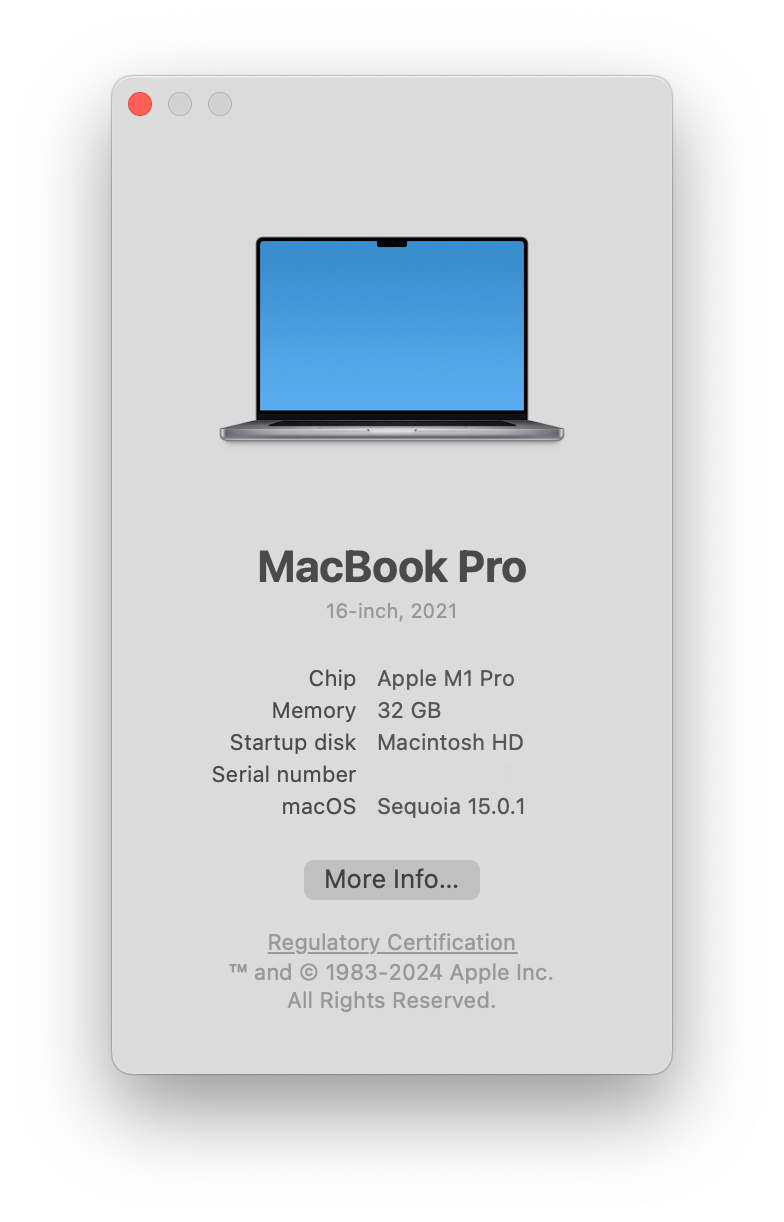 MacBook Pro
16-inch, 2021
Chip Apple M1 Pro
Memory 32 GB
Startup disk Macintosh HD
Serial number
macOS Sequoia 15.0.1
More Info...
Regulatory Certification
™ and © 1983-2024 Apple Inc.
All Rights Reserved.